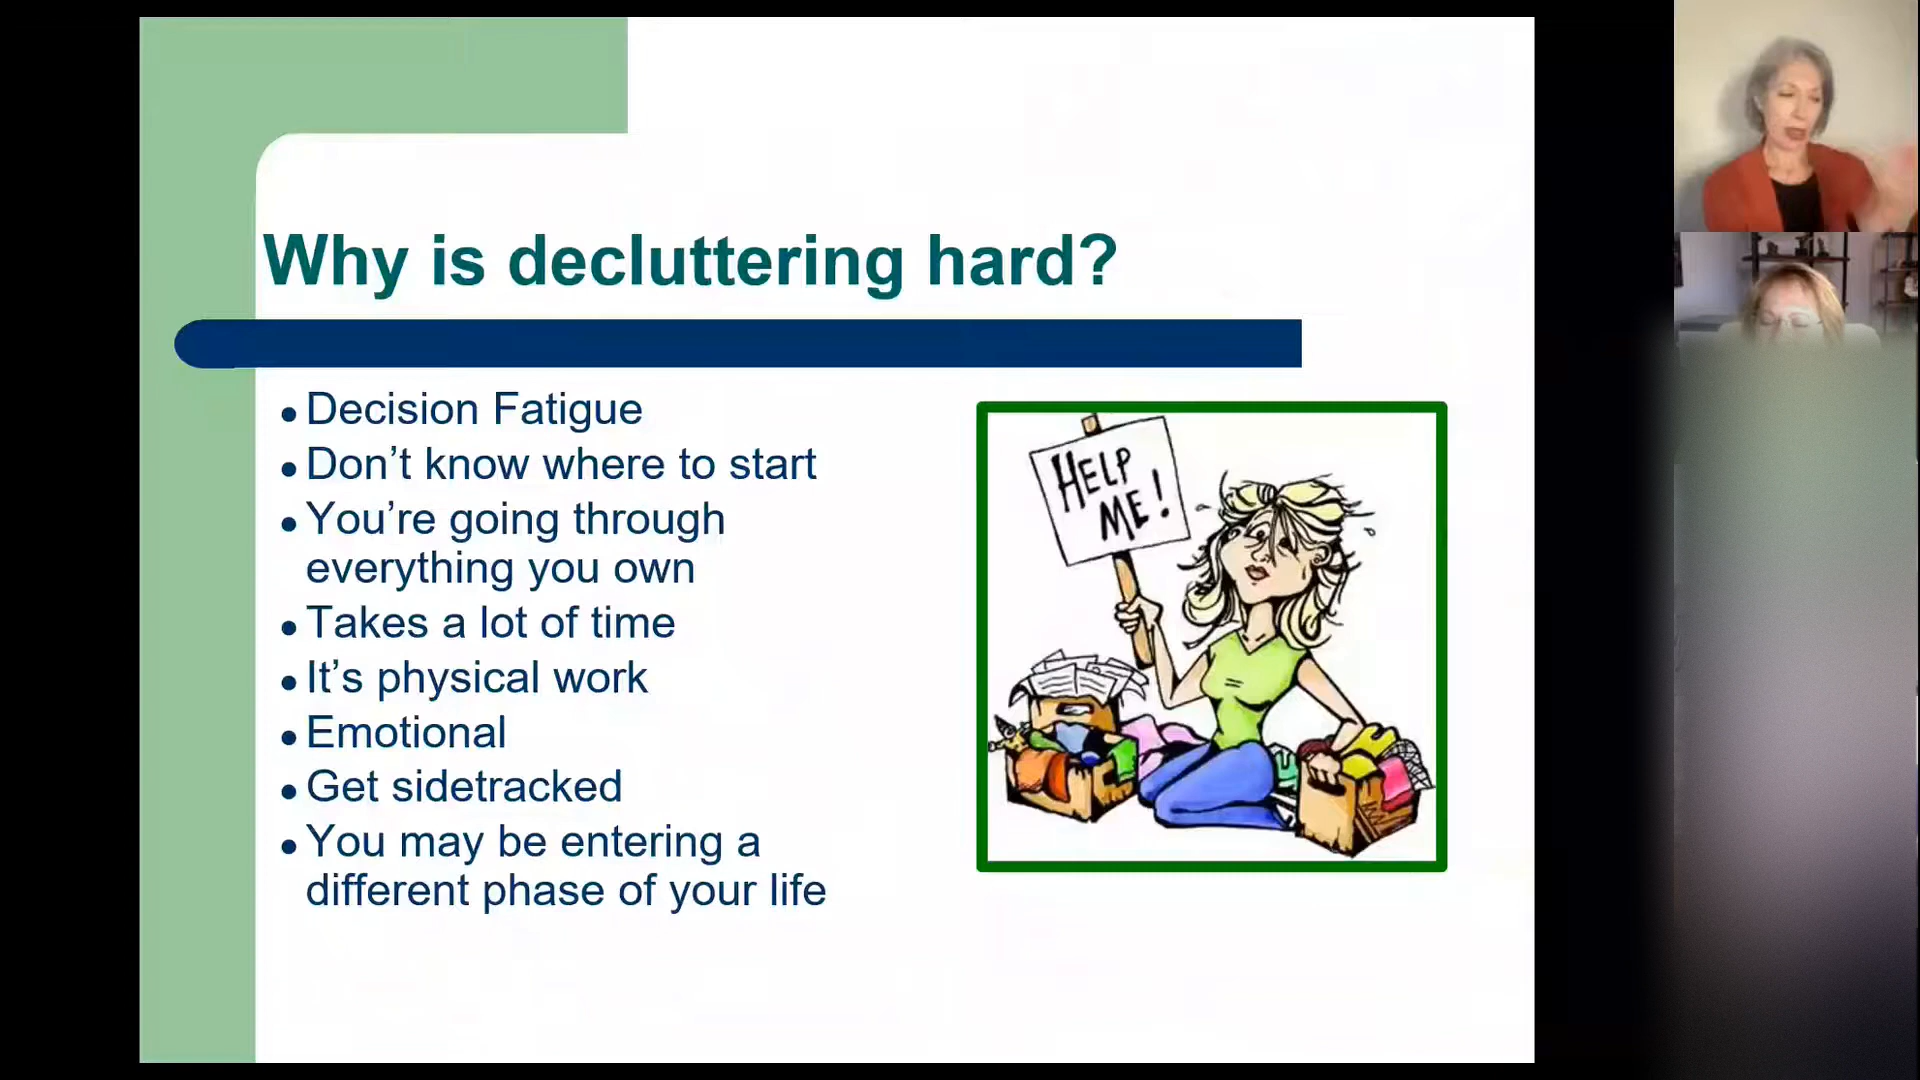 Why is decluttering hard?
• Decision Fatigue
• Don’t know where to start
• You’re going through
everything you own
• Takes a lot of time
• It’s physical work
• Emotional
• Get sidetracked
• You may be entering a
different phase of your life
HELP
ME!